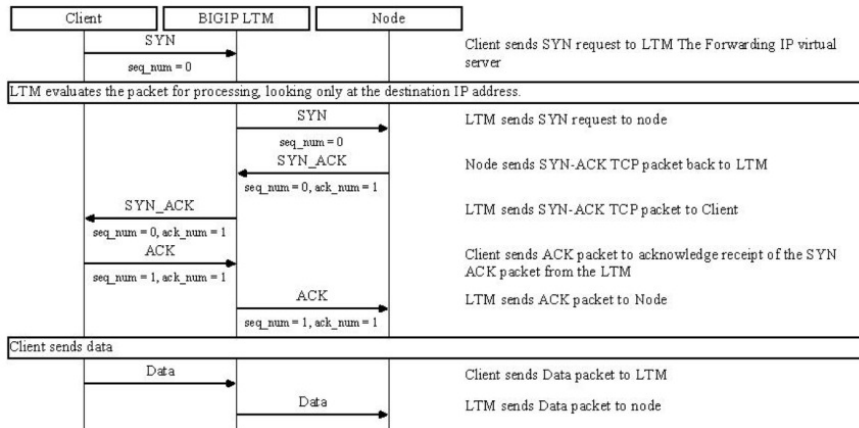 Client
BIGIP LTM
Node
SYN
seq_num = 0
Client sends SYN request to LTM The Forwarding IP virtual
server
LTM evaluates the packet for processing, looking only at the destination IP address.
SYN
seq_num = 0
LTM sends SYN request to node
SYN_ACK
seq_num = 0, ack_num = 1
Node sends SYN-ACK TCP packet back to LTM
SYN_ACK
seq_num = 0, ack_num = 1
LTM sends SYN-ACK TCP packet to Client
ACK
seq_num = 1, ack_num = 1
Client sends ACK packet to acknowledge receipt of the SYN
ACK packet from the LTM
ACK
seq_num = 1, ack_num = 1
LTM sends ACK packet to Node
Client sends data
Data
Client sends Data packet to LTM
Data
LTM sends Data packet to node